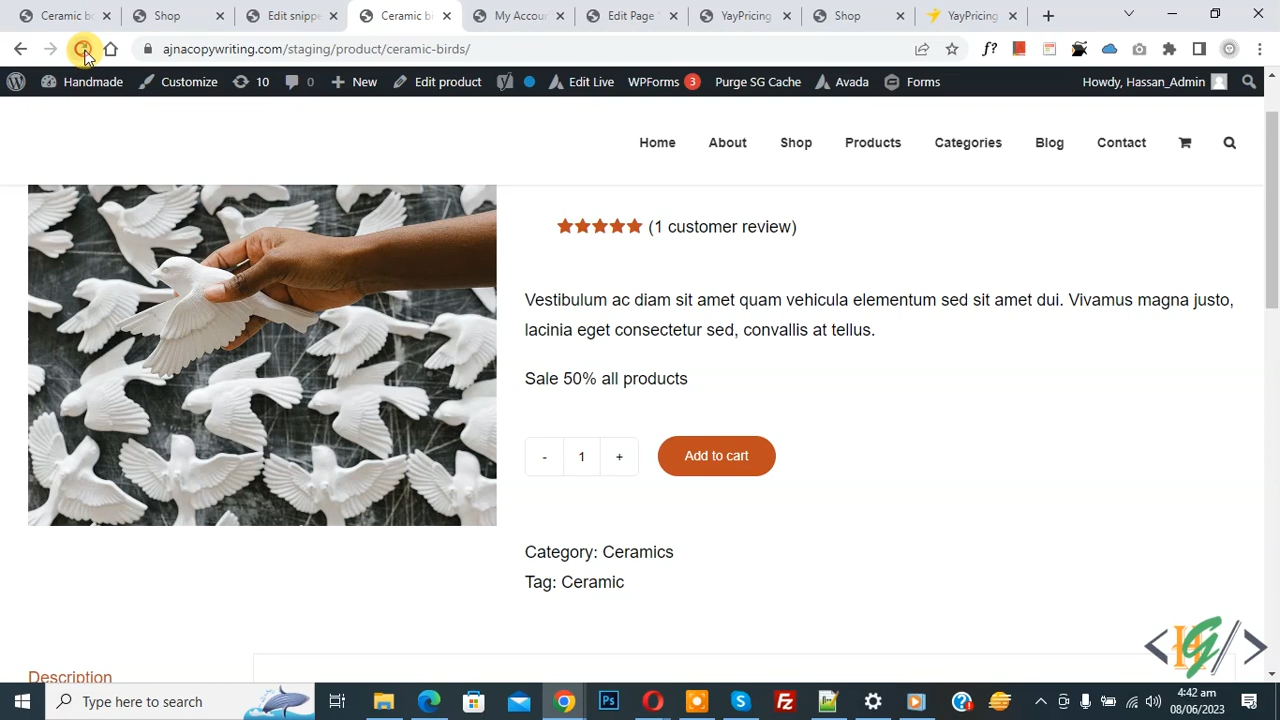 Ceramic bo
Shop
Edit snippe
Ceramic bi
My Accoun
Edit Page "
YayPricing
Shop
YayPricing
ajnacopywriting.com/staging/product/ceramic-birds/
Handmade
Customize
10
0
New
Edit product
Edit Live
WPForms 3
Purge SG Cache
Avada
Forms
Howdy, Hassan_Admin
Home
About
Shop
Products
Categories
Blog
Contact
(1 customer review)
Vestibulum ac diam sit amet quam vehicula elementum sed sit amet dui. Vivamus magna justo,
lacinia eget consectetur sed, convallis at tellus.
Sale 50% all products
- 1 +
Add to cart
Category: Ceramics
Tag: Ceramic
Description
Type here to search
4:42 am
08/06/2023